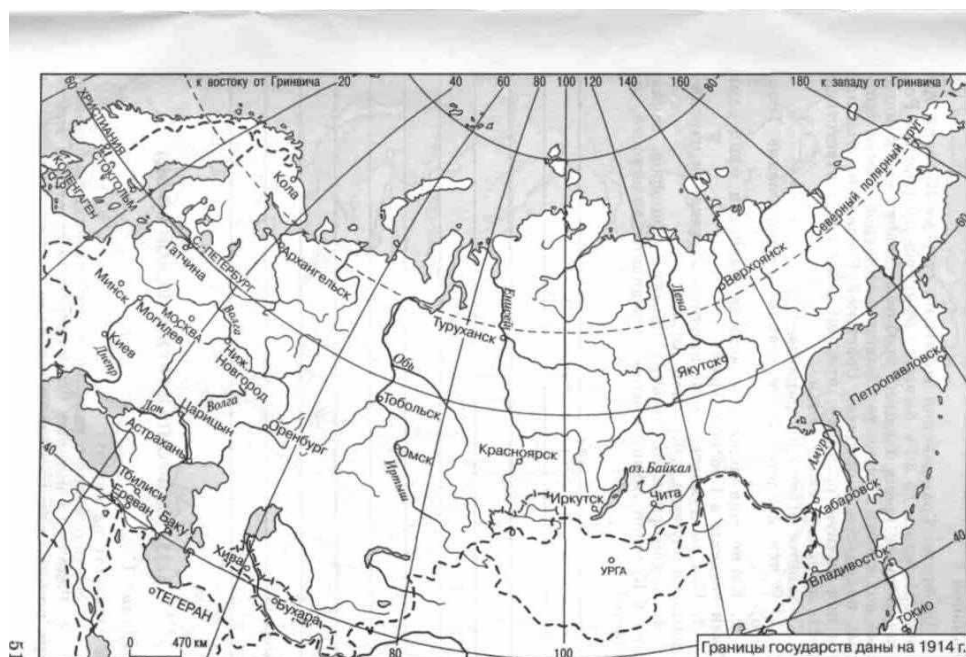 60
к востоку от Гринвича
20
40
60
80
100
120
140
160
80
180
к западу от Гринвича
ХРИСТИАНИЯ
СТОКГОЛЬМ
КОПЕНГАГЕН
Кола
Северный полярный круг
60
С.ПЕТЕРБУРГ
Гатчина
Архангельск
Верхоянск
Минск
Могилев
МОСКВА
Волга
Енисей
Лена
Туруханск
Киев
Днепр
Ниж.
Новгород
Обь
Якутск
Петропавловск
Дон
Волга
Царицын
Тобольск
Астрахань
Оренбург
Омск
Иртыш
Красноярск
оз.Байкал
Амур
40
Тбилиси
Ереван
Баку
Иркутск
Чита
Хабаровск
Хива
УРГА
40
Владивосток
ТЕГЕРАН
Бухара
ТОКИО
0
470 км
80
100
Границы государств даны на 1914 г.
51